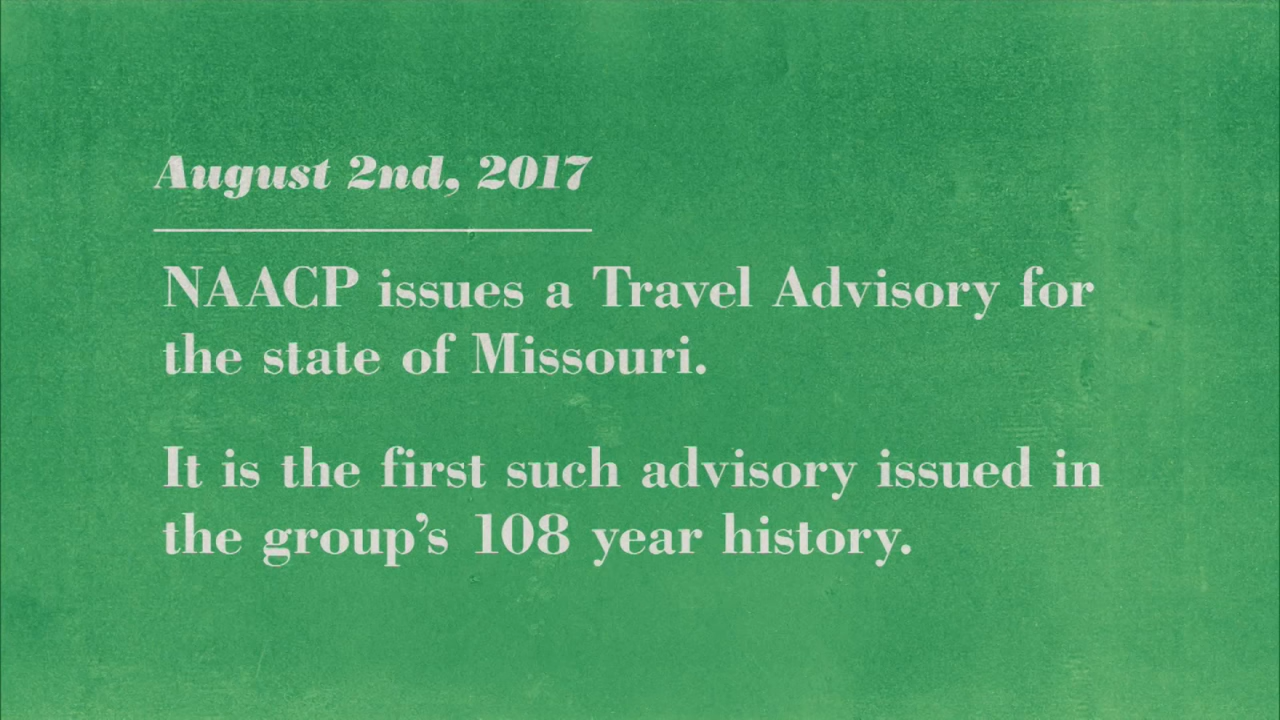 August 2nd, 2017
NAACP issues a Travel Advisory for
the state of Missouri.
It is the first such advisory issued in
the group’s 108 year history.